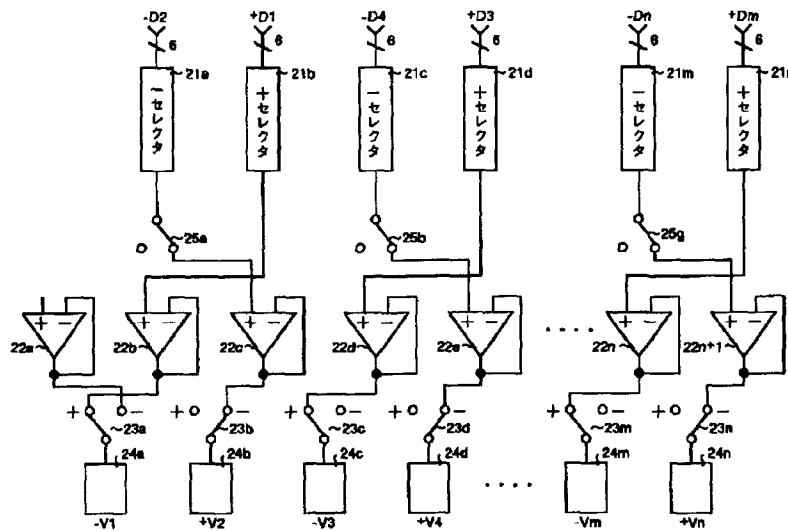 -D2 +D1 -D4 +D3 -Dn +Dm
6 6 6 6 6 6
21a 21b 21c 21d 21m
－セレクタ ＋セレクタ －セレクタ ＋セレクタ －セレクタ ＋セレクタ
25a 25b 25g
+ − + − + − + − + − + − + −
22a 22b 22c 22d 22e 22n 22n+1
+ − + − + − + − + − + −
23a 23b 23c 23d 23m 23n
24a 24b 24c 24d 24m 24n
-V1 +V2 -V3 +V4 -Vm +Vn